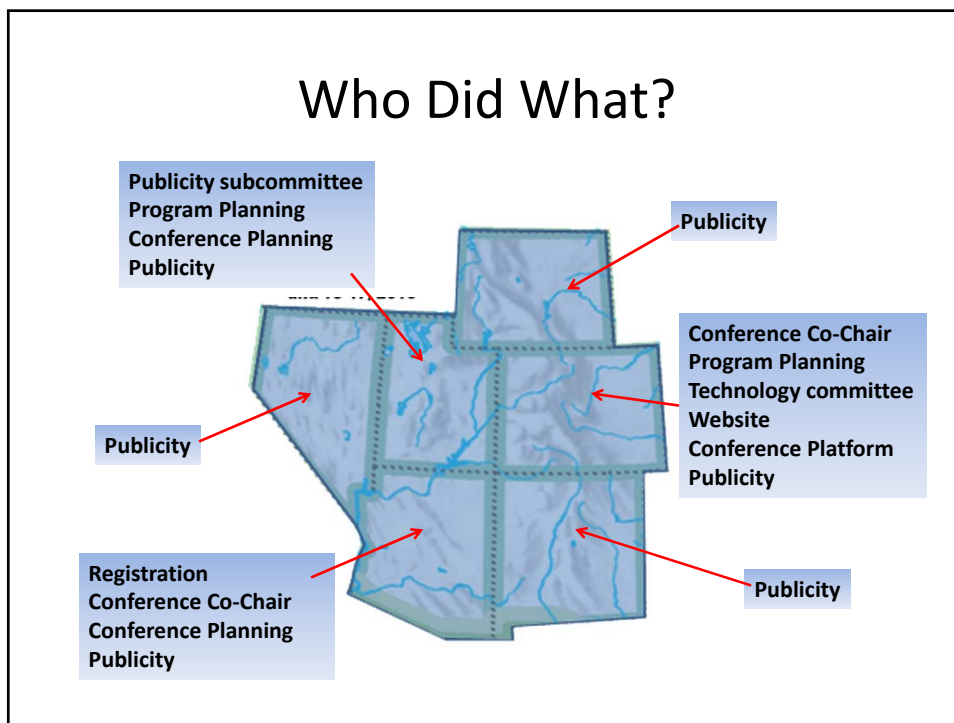 Who Did What?
Publicity subcommittee
Program Planning
Conference Planning
Publicity
Publicity
Conference Co-Chair
Program Planning
Technology committee
Website
Conference Platform
Publicity
Publicity
Registration
Conference Co-Chair
Conference Planning
Publicity
Publicity